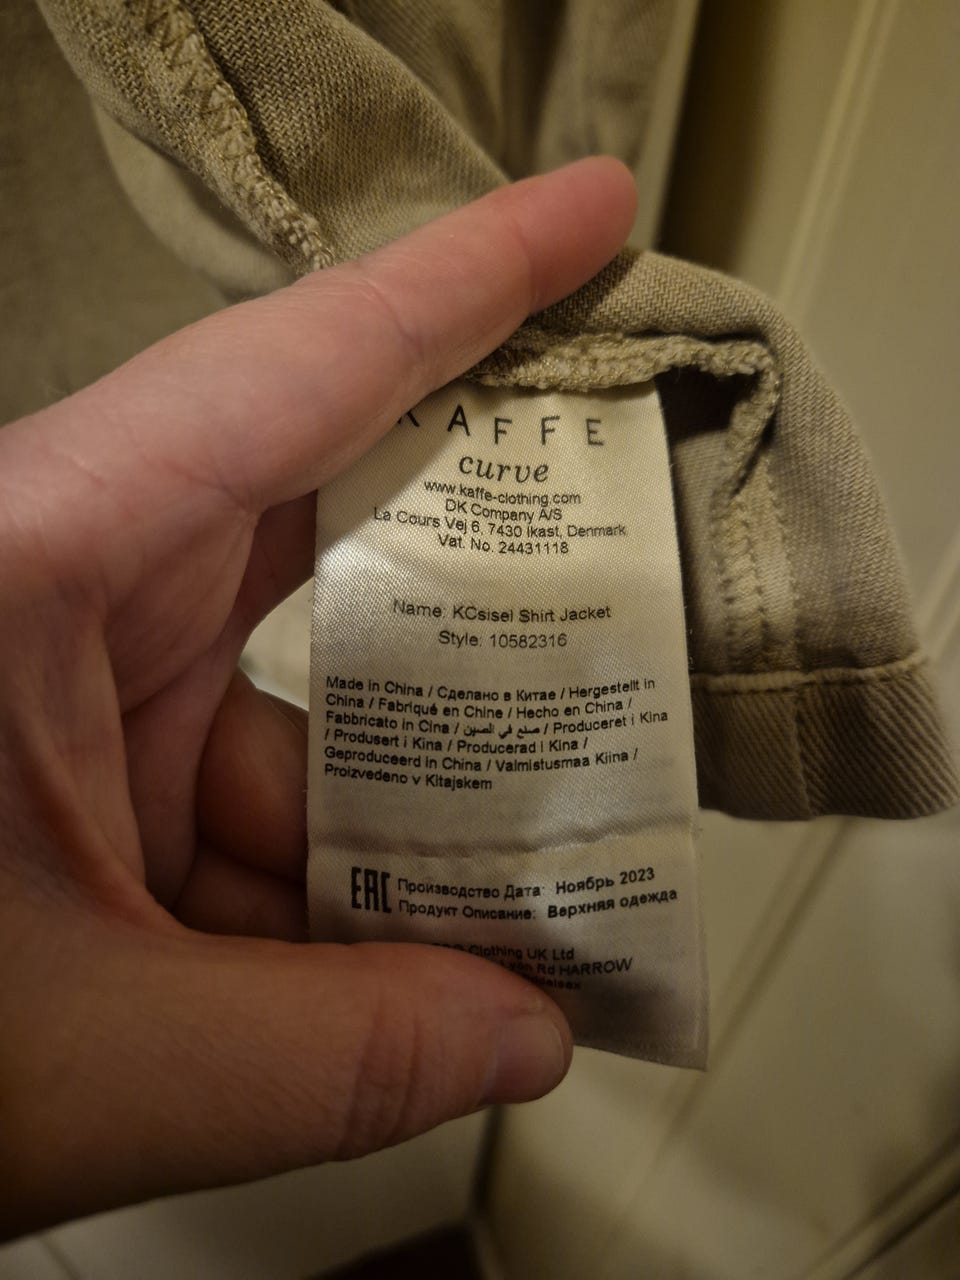 KAFFE
curve
www.kaffe-clothing.com
DK Company A/S
La Cours Vej 6, 7430 Ikast, Denmark
Vat. No. 24431118
Name: KCsisel Shirt Jacket
Style: 10582316
Made in China / Сделано в Китае / Hergestellt in
China / Fabriqué en Chine / Hecho en China /
Fabbricato in Cina / صنع في الصين / Produceret i Kina
/ Produsert i Kina / Producerad i Kina /
Geproduceerd in China / Valmistusmaa Kiina /
Proizvedeno v Kitajskem
EAC Производство Дата: Ноябрь 2023
Продукт Описание: Верхняя одежда
Clothing UK Ltd
Lyon Rd HARROW